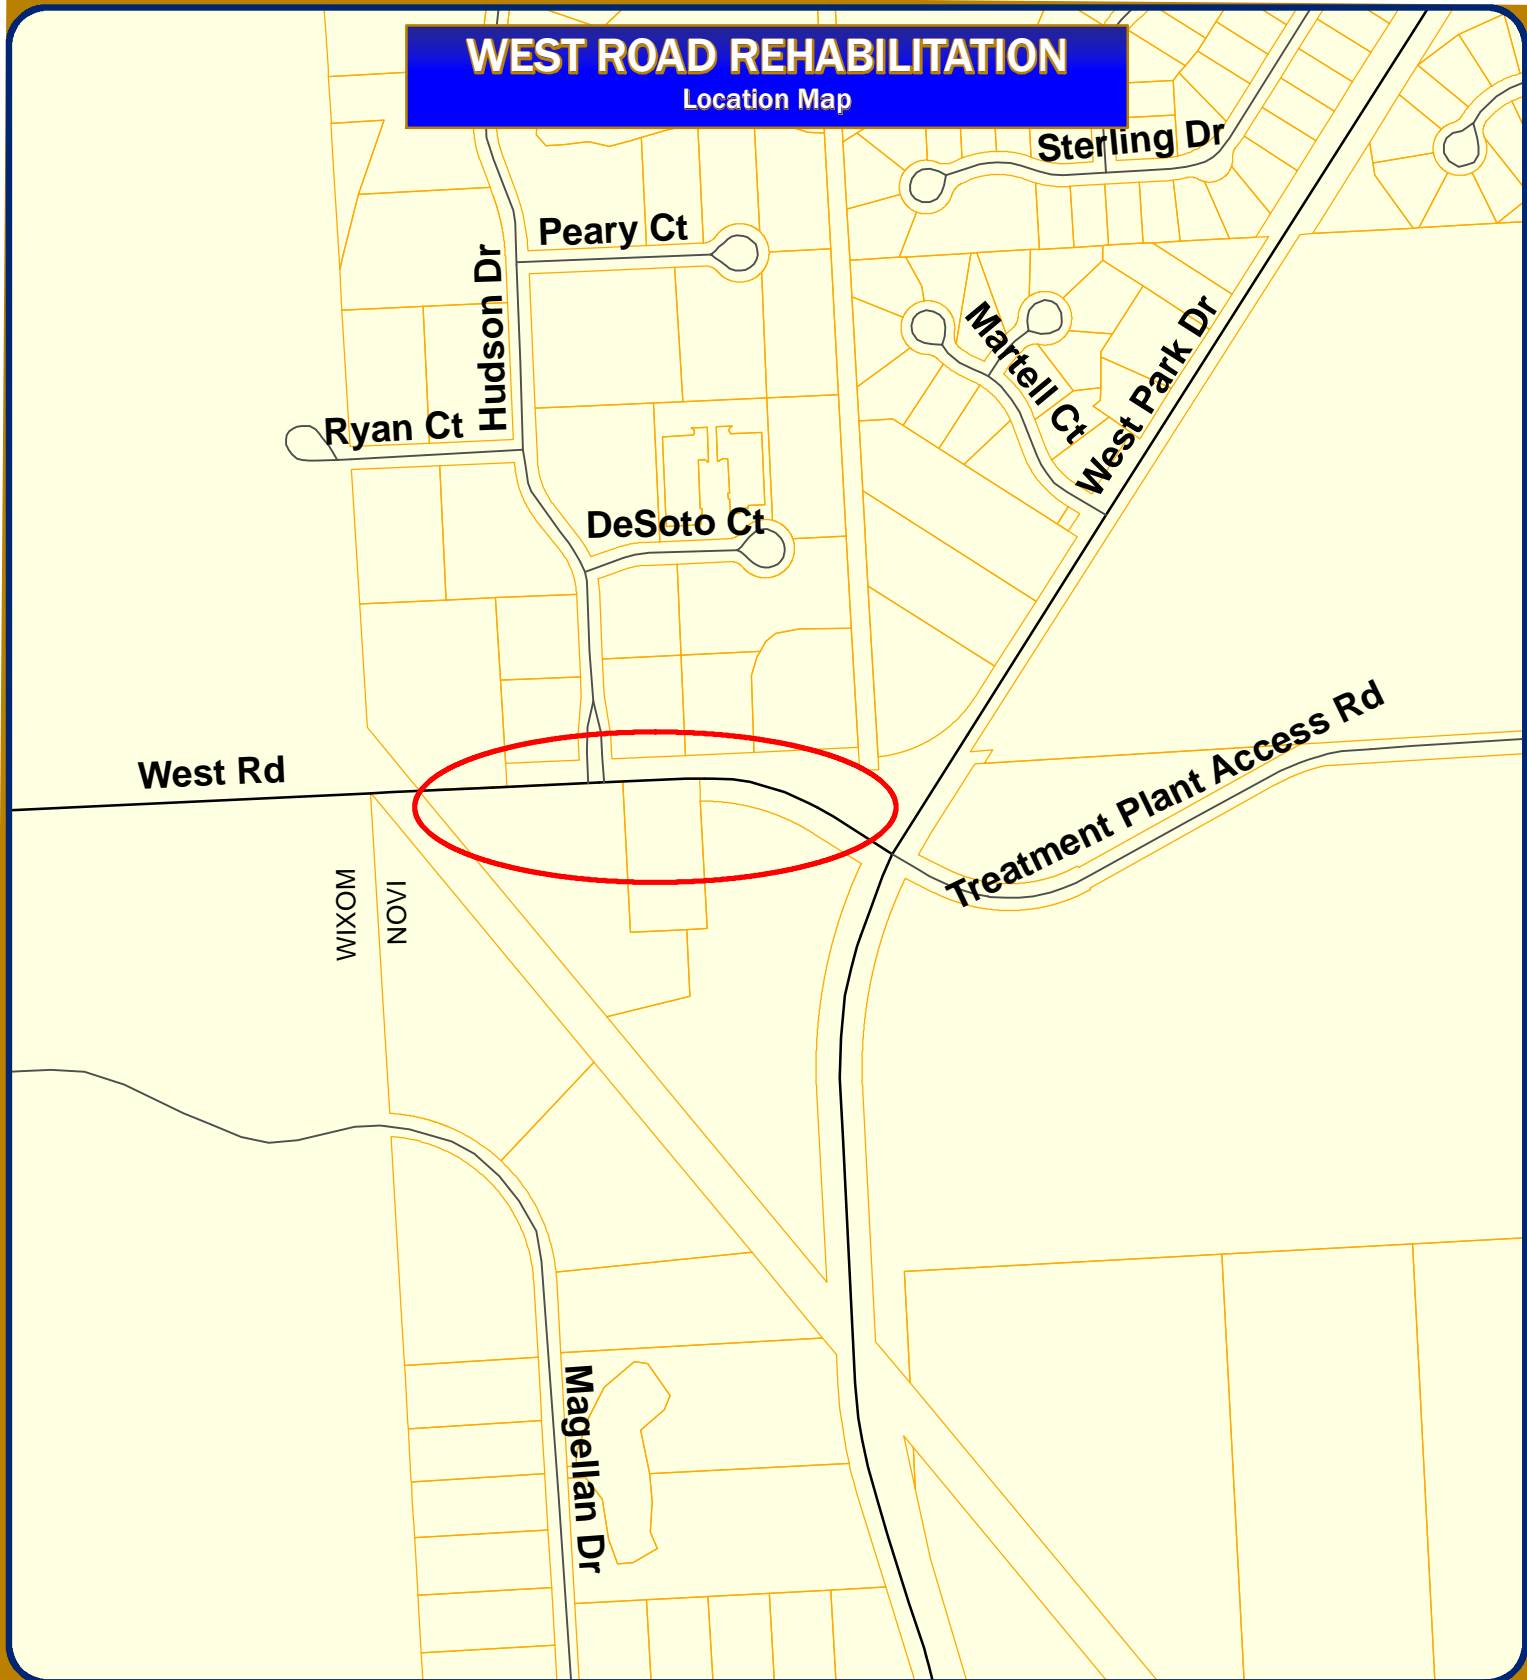 WEST ROAD REHABILITATION
Location Map
Sterling Dr
Peary Ct
Hudson Dr
Martell Ct
West Park Dr
Ryan Ct
DeSoto Ct
Treatment Plant Access Rd
West Rd
WIXOM
NOVI
Magellan Dr